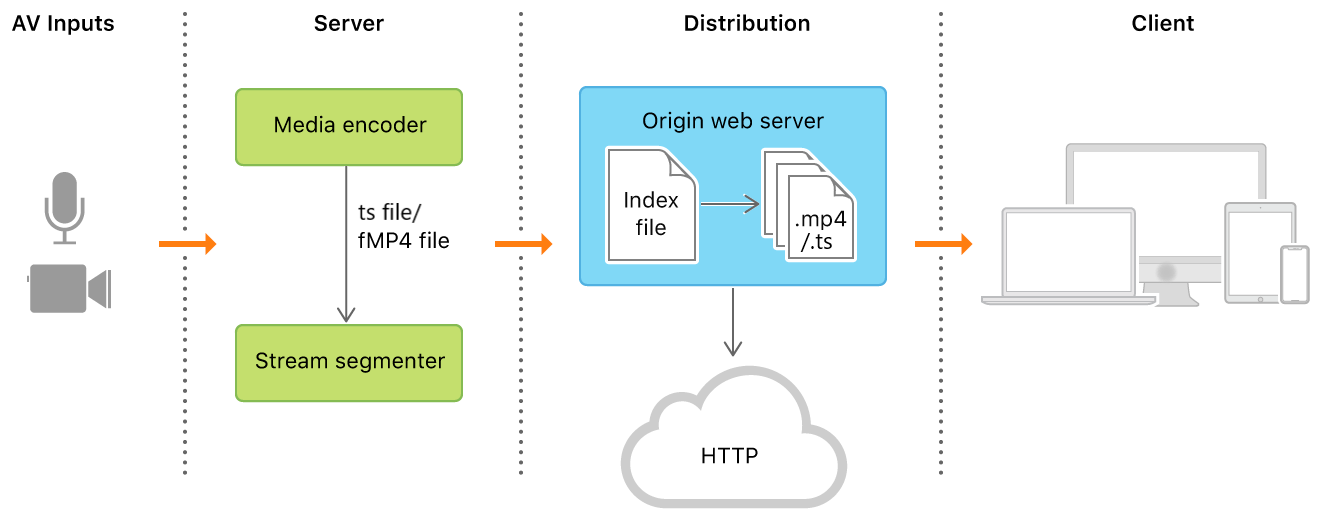 AV Inputs
Server
Distribution
Client
Media encoder
ts file/
fMP4 file
Stream segmenter
Origin web server
Index
file
.mp4
/.ts
HTTP